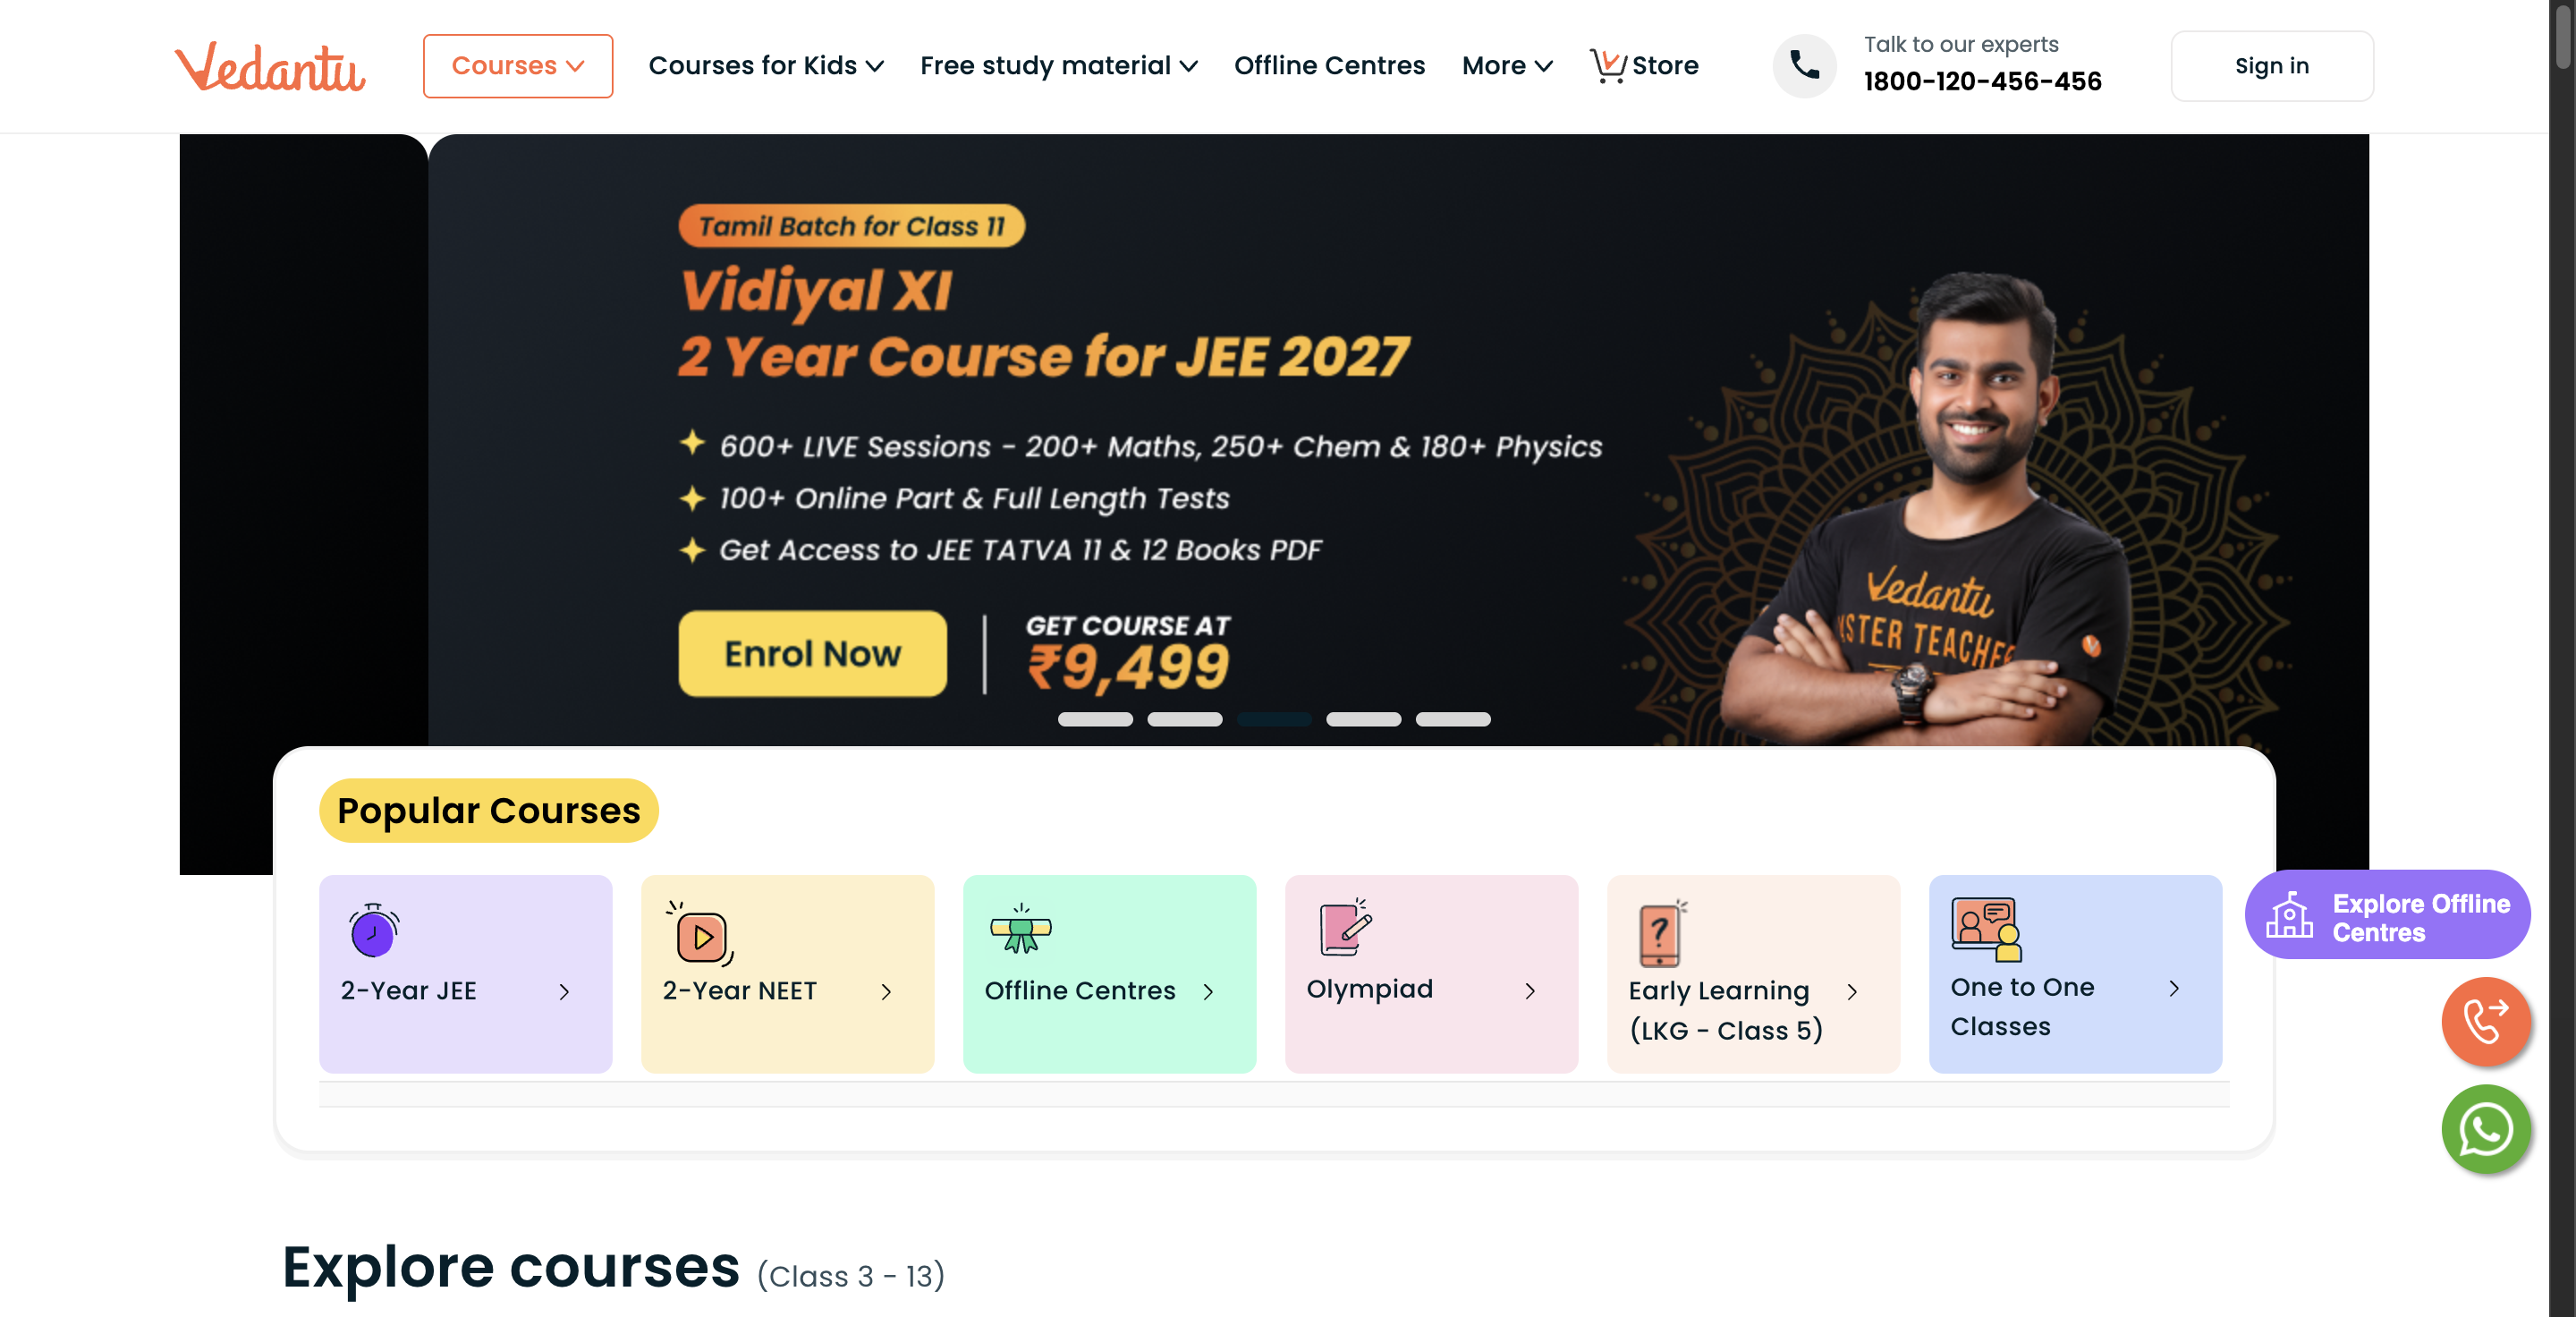 Vedantu
Courses
Courses for Kids
Free study material
Offline Centres
More
Store
Talk to our experts
1800-120-456-456
Sign in
Tamil Batch for Class 11
Vidiyal XI
2 Year Course for JEE 2027
600+ LIVE Sessions - 200+ Maths, 250+ Chem & 180+ Physics
100+ Online Part & Full Length Tests
Get Access to JEE TATVA 11 & 12 Books PDF
Enrol Now
GET COURSE AT
₹9,499
Vedantu
TEACHER
Popular Courses
2-Year JEE
2-Year NEET
Offline Centres
Olympiad
Early Learning
(LKG - Class 5)
One to One
Classes
Explore Offline
Centres
Explore courses (Class 3 - 13)